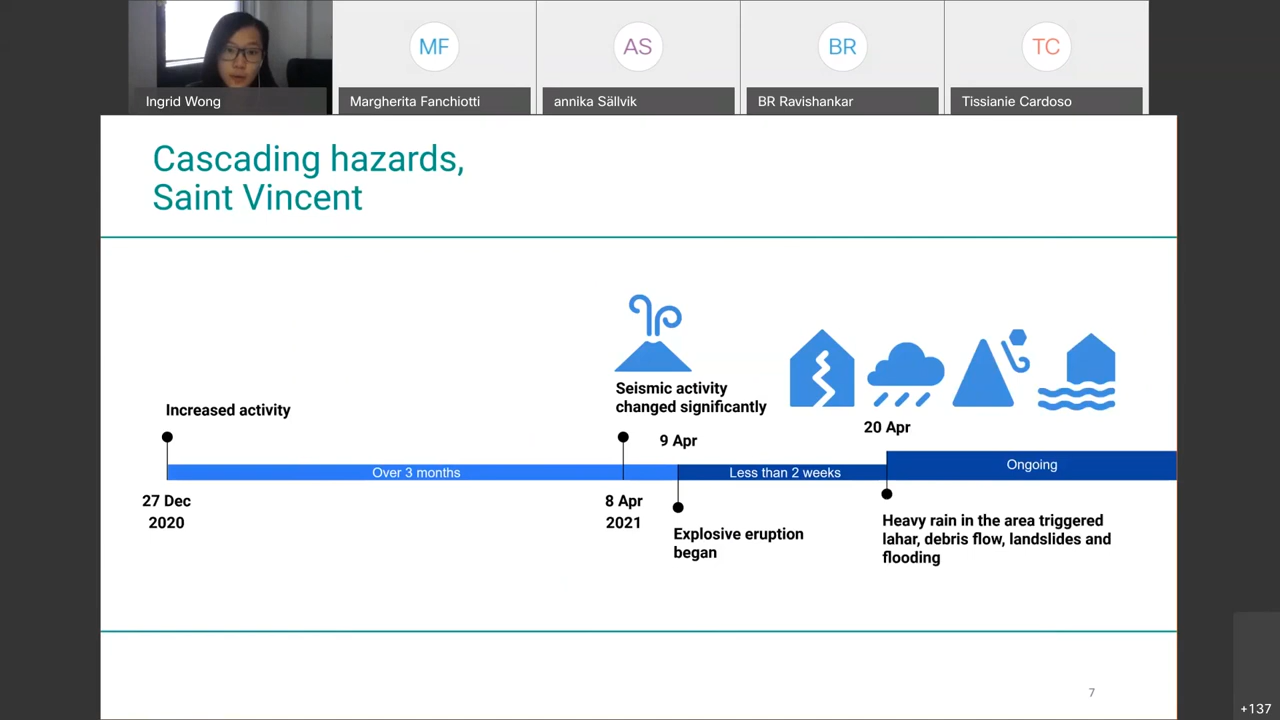 MF
AS
BR
TC
Ingrid Wong
Margherita Fanchiotti
annika Sällvik
BR Ravishankar
Tissianie Cardoso
Cascading hazards,
Saint Vincent
Seismic activity
changed significantly
Increased activity
9 Apr
20 Apr
Over 3 months
Less than 2 weeks
Ongoing
27 Dec
2020
8 Apr
2021
Explosive eruption
began
Heavy rain in the area triggered
lahar, debris flow, landslides and
flooding
7
+137